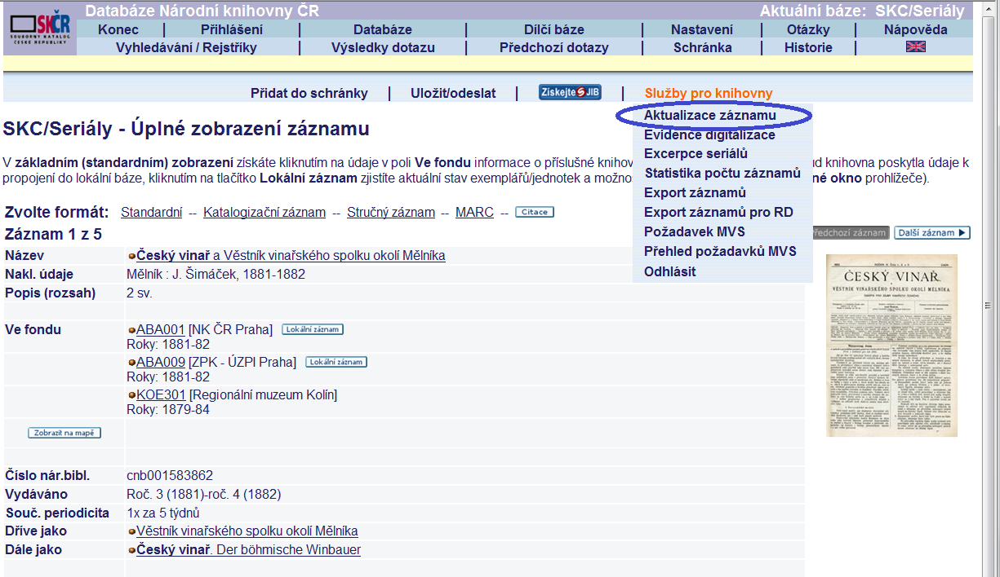 SKČR
SOUBORNÝ KATALOG
ČESKÉ REPUBLIKY
Databáze Národní knihovny ČR
Aktuální báze: SKC/Seriály
Konec | Přihlášení | Databáze | Dílčí báze | Nastavení | Otázky | Nápověda
Vyhledávání / Rejstříky | Výsledky dotazu | Předchozí dotazy | Schránka | Historie |
Přidat do schránky | Uložit/odeslat | Získejte JIB | Služby pro knihovny
Aktualizace záznamu
Evidence digitalizace
Excerpce seriálů
Statistika počtu záznamů
Export záznamů
Export záznamů pro RD
Požadavek MVS
Přehled požadavků MVS
Odhlásit
SKC/Seriály - Úplné zobrazení záznamu
V základním (standardním) zobrazení získáte kliknutím na údaje v poli Ve fondu informace o příslušné knihov ud knihovna poskytla údaje k
propojení do lokální báze, kliknutím na tlačítko Lokální záznam zjistíte aktuální stav exemplářů/jednotek a možno né okno prohlížeče).
Zvolte formát: Standardní -- Katalogizační záznam -- Stručný záznam -- MARC -- Citace
Záznam 1 z 5
ředchozí záznam Další záznam
Název Český vinař a Věstník vinařského spolku okolí Mělníka
Nakl. údaje Mělník : J. Šimáček, 1881-1882
Popis (rozsah) 2 sv.
Ve fondu ABA001 [NK ČR Praha] Lokální záznam
Roky: 1881-82
ABA009 [ZPK - ÚZPI Praha] Lokální záznam
Roky: 1881-82
KOE301 [Regionální muzeum Kolín]
Roky: 1879-84
Zobrazit na mapě
Číslo nár.bibl. cnb001583862
Vydáváno Roč. 3 (1881)-roč. 4 (1882)
Souč. periodicita 1x za 5 týdnů
Dříve jako Věstník vinařského spolku okolí Mělníka
Dále jako Český vinař. Der böhmische Winbauer
ČESKÝ VINAŘ.
VĚSTNÍK VINAŘSKÉHO SPOLKU OKOLÍ MĚLNÍKA.